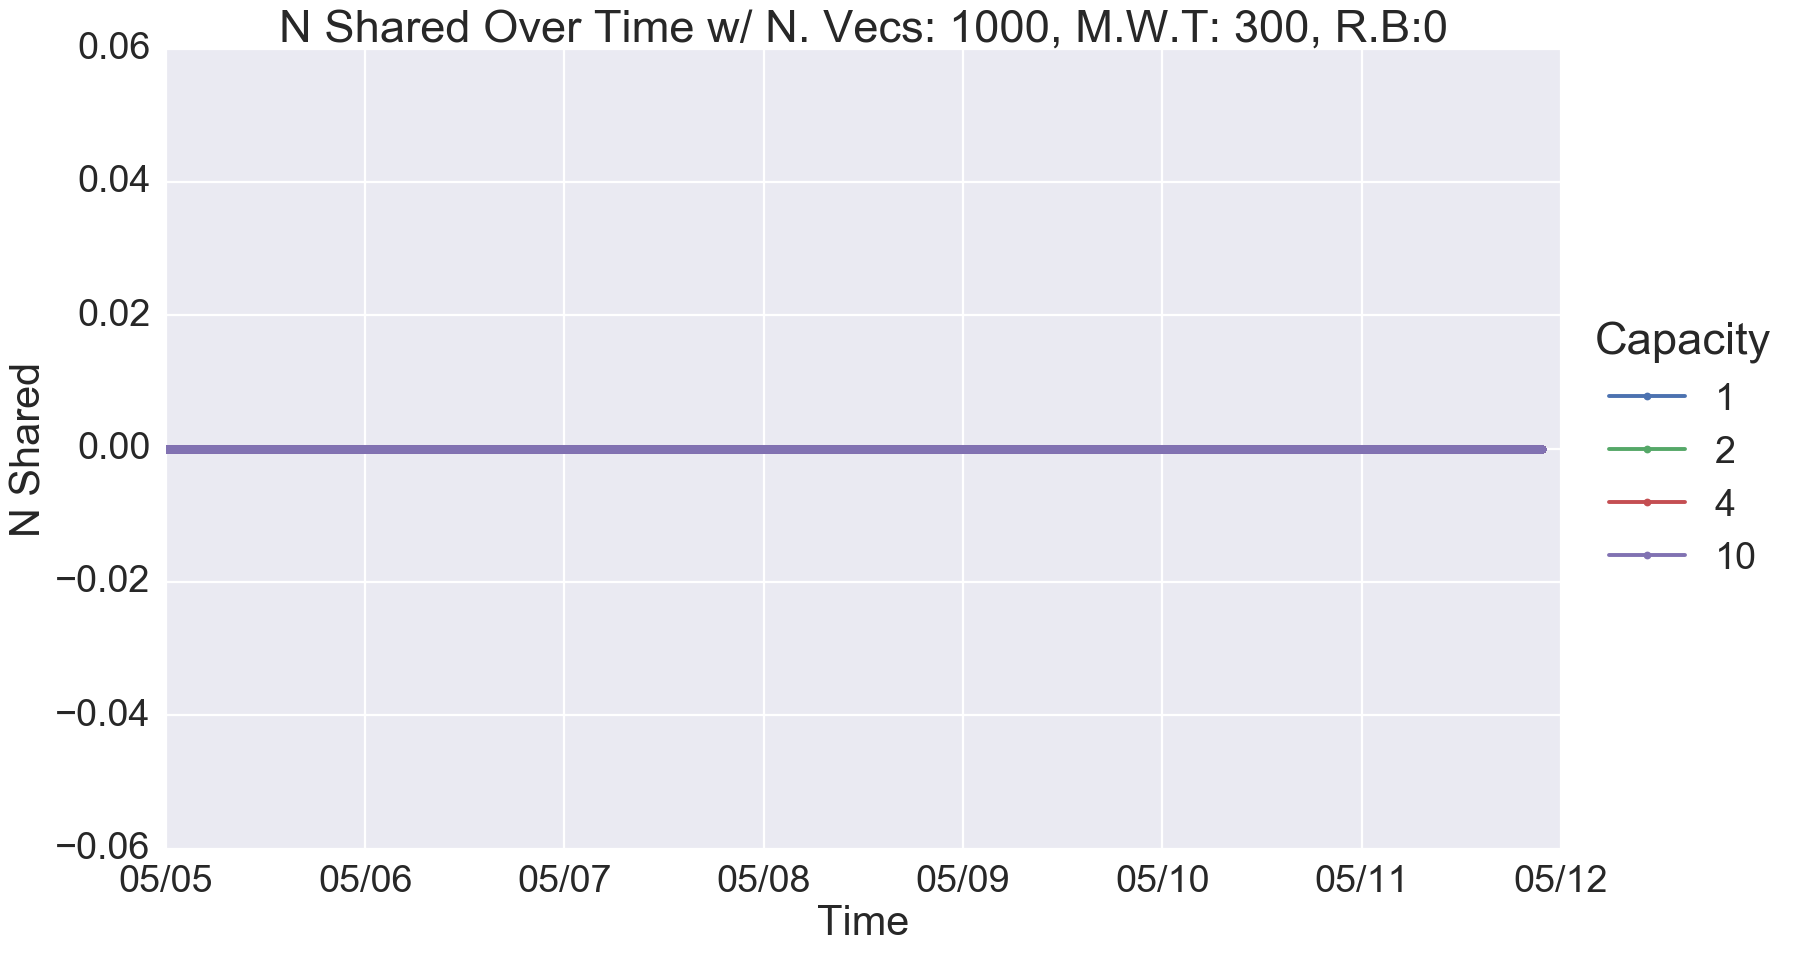 N Shared Over Time w/ N. Vecs: 1000, M.W.T: 300, R.B:0
0.06
0.04
0.02
0.00
−0.02
−0.04
−0.06
N Shared
05/05 05/06 05/07 05/08 05/09 05/10 05/11 05/12
Time
Capacity
1
2
4
10